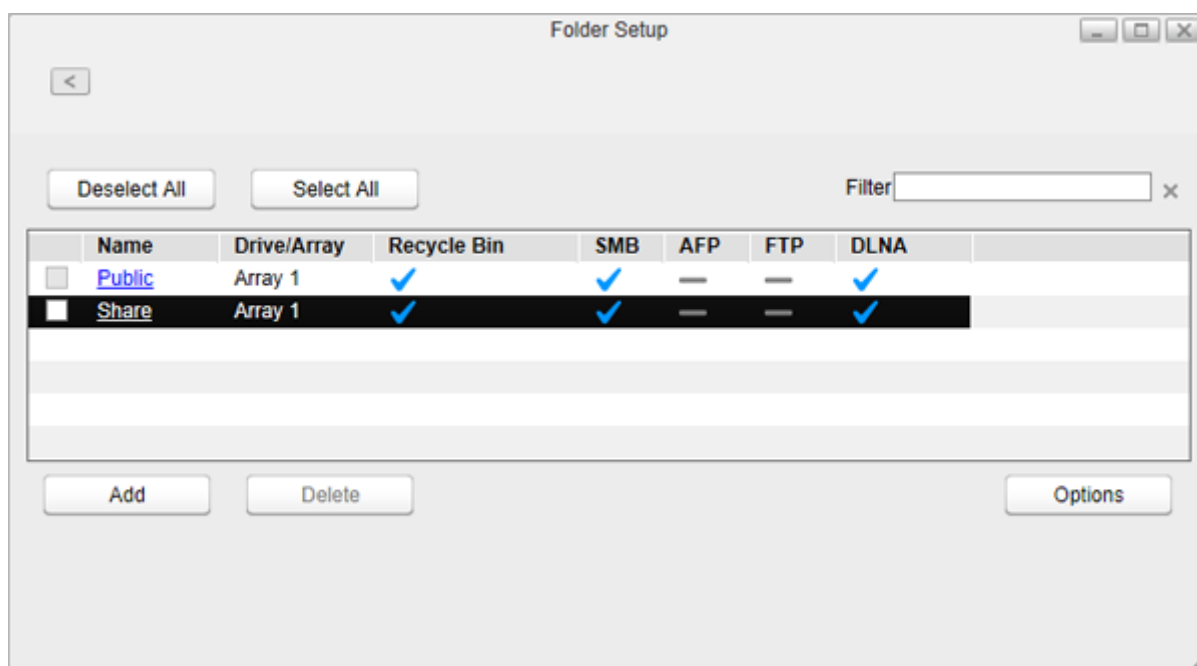 Folder Setup
<
Deselect All Select All Filter
Name Drive/Array Recycle Bin SMB AFP FTP DLNA
Public Array 1
Share Array 1
Add Delete Options